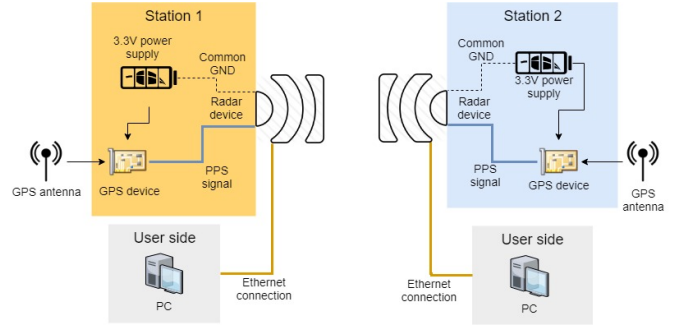 Station 1
3.3V power
supply
Common
GND
Radar
device
PPS
signal
GPS antenna
GPS device
User side
PC
Ethernet
connection
Station 2
Common
GND
3.3V power
supply
Radar
device
PPS
signal
GPS device
GPS
antenna
User side
PC
Ethernet
connection